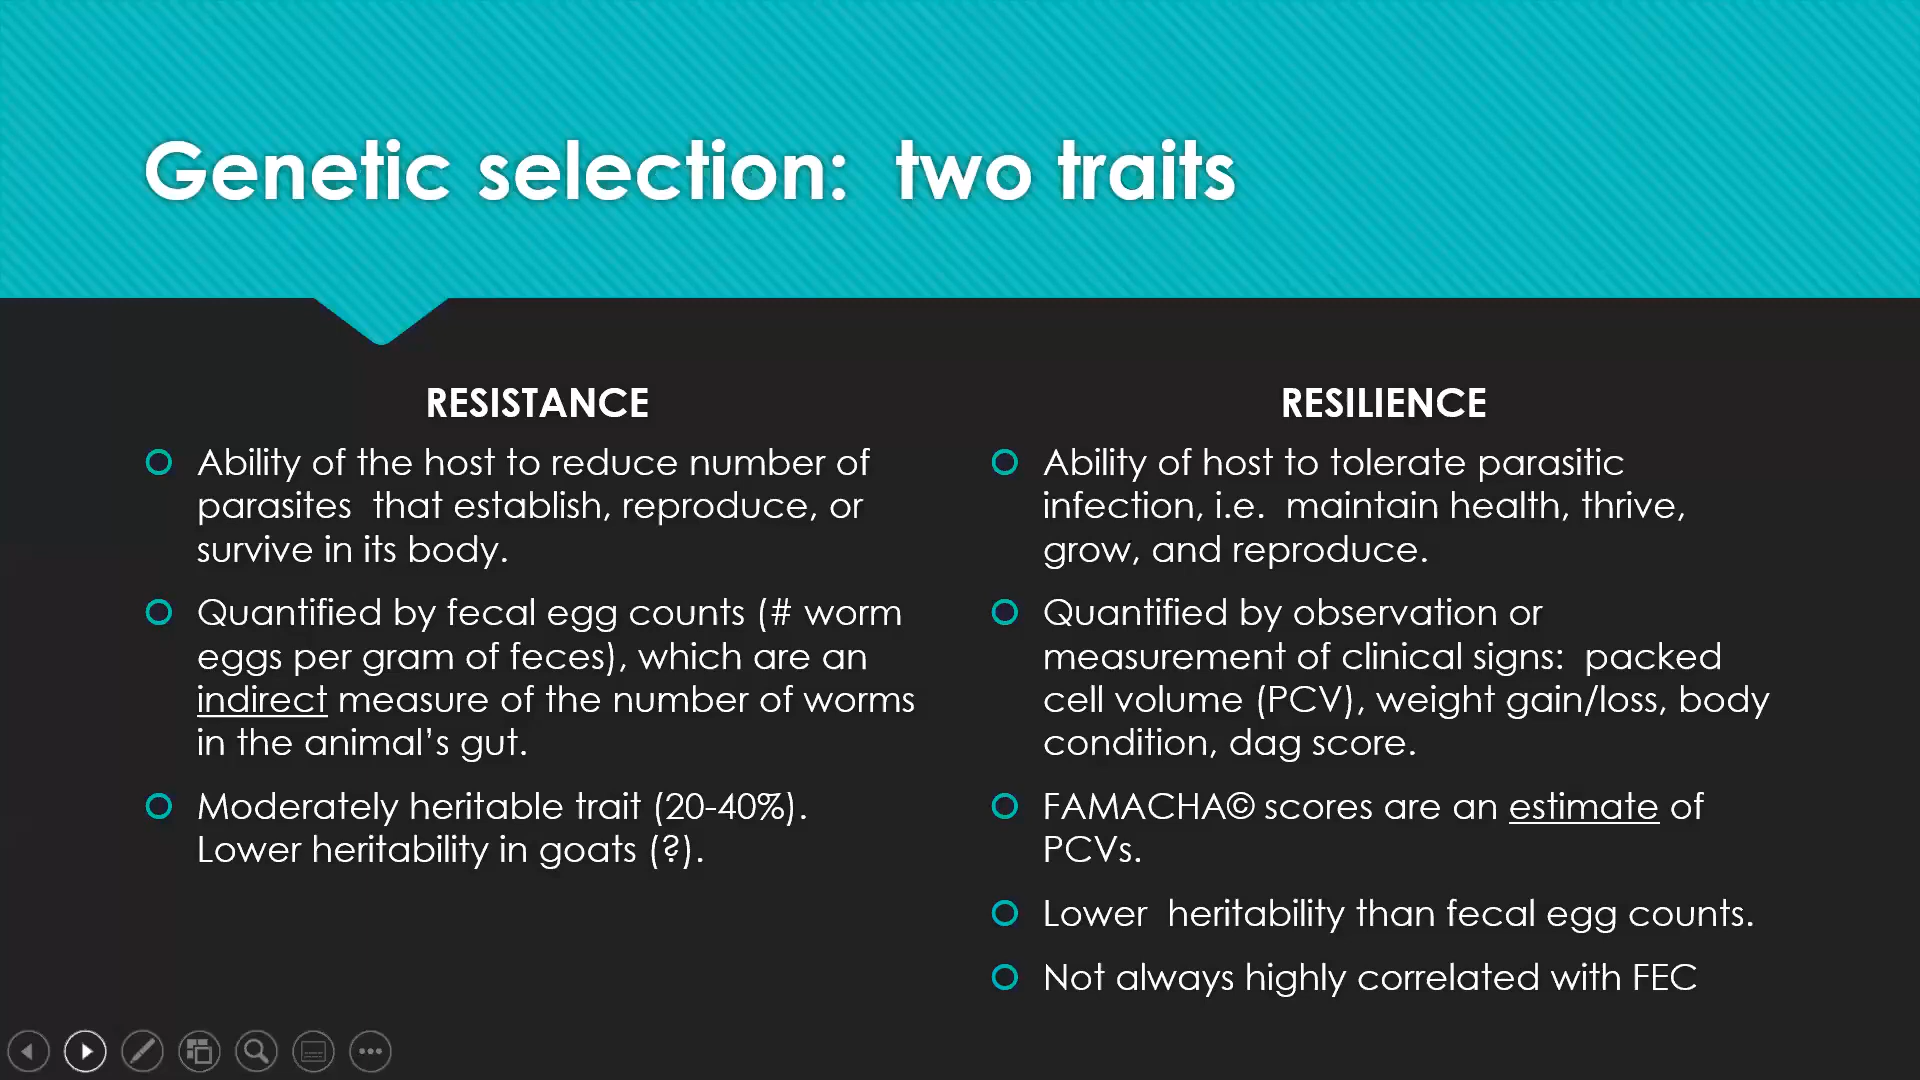 Genetic selection:  two traits
RESISTANCE
Ability of the host to reduce number of
parasites  that establish, reproduce, or
survive in its body.
Quantified by fecal egg counts (# worm
eggs per gram of feces), which are an
indirect measure of the number of worms
in the animal’s gut.
Moderately heritable trait (20-40%).
Lower heritability in goats (?).
RESILIENCE
Ability of host to tolerate parasitic
infection, i.e.  maintain health, thrive,
grow, and reproduce.
Quantified by observation or
measurement of clinical signs:  packed
cell volume (PCV), weight gain/loss, body
condition, dag score.
FAMACHA© scores are an estimate of
PCVs.
Lower  heritability than fecal egg counts.
Not always highly correlated with FEC